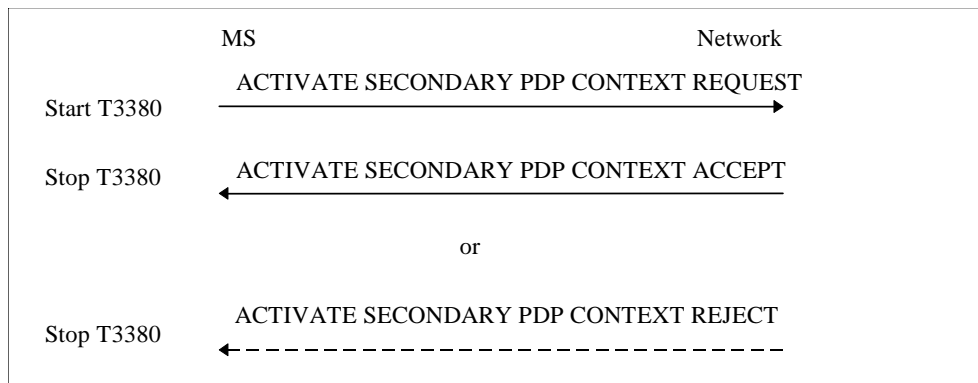 MS Network
ACTIVATE SECONDARY PDP CONTEXT REQUEST
Start T3380
ACTIVATE SECONDARY PDP CONTEXT ACCEPT
Stop T3380
or
ACTIVATE SECONDARY PDP CONTEXT REJECT
Stop T3380